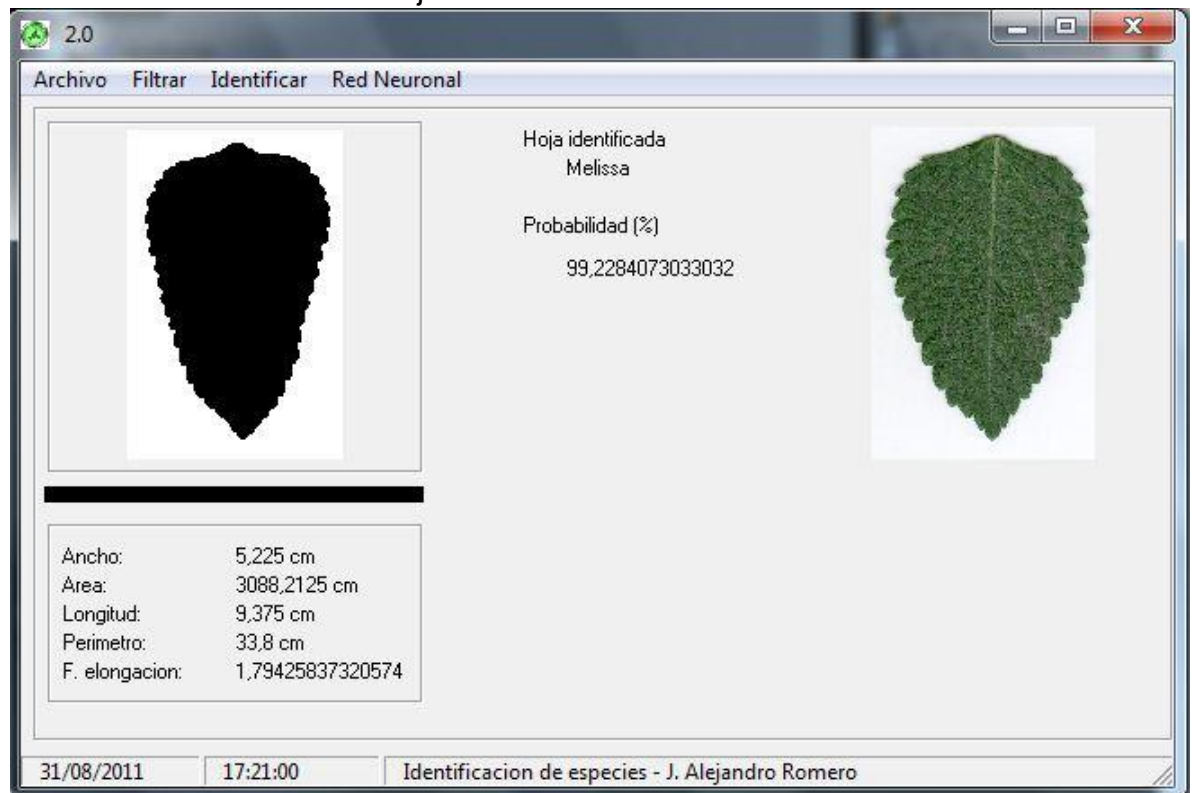 2.0
Archivo Filtrar Identificar Red Neuronal
Hoja identificada
Melissa
Probabilidad (%)
99,2284073033032
Ancho: 5,225 cm
Area: 3088,2125 cm
Longitud: 9,375 cm
Perimetro: 33,8 cm
F. elongacion: 1,79425837320574
31/08/2011 17:21:00 Identificacion de especies - J. Alejandro Romero